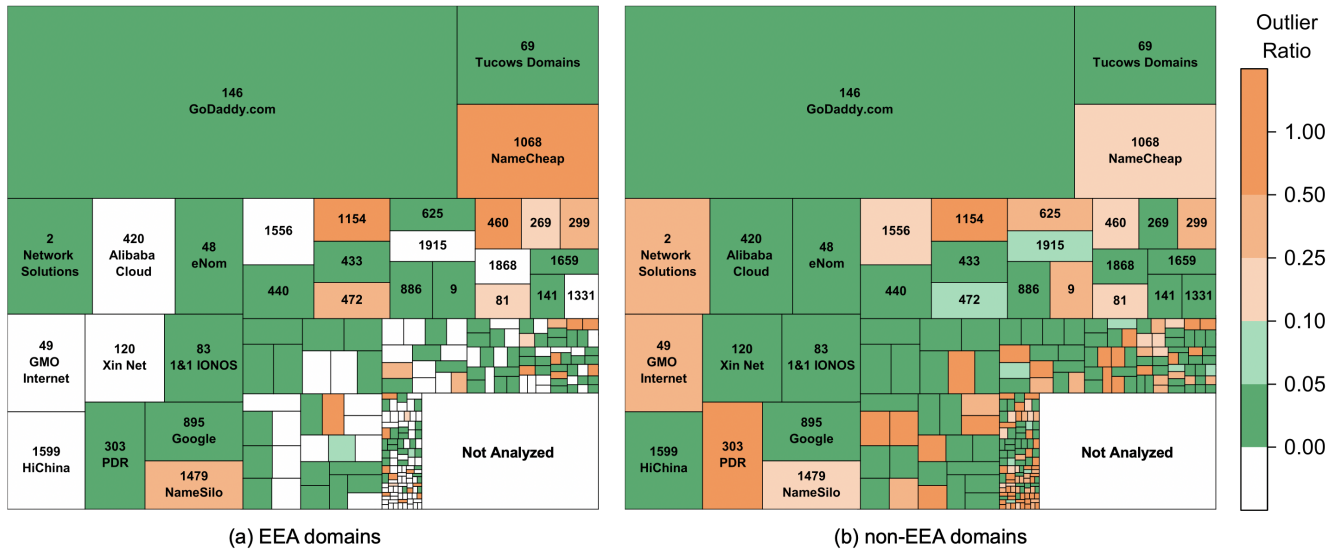 146
GoDaddy.com
69
Tucows Domains
1068
NameCheap
2
Network
Solutions
420
Alibaba
Cloud
48
eNom
1556
1154
625
460
269
299
1915
433
1868
1659
440
472
886
9
81
141
1331
49
GMO
Internet
120
Xin Net
83
1&1 IONOS
1599
HiChina
303
PDR
895
Google
1479
NameSilo
Not Analyzed
(a) EEA domains
146
GoDaddy.com
69
Tucows Domains
1068
NameCheap
2
Network
Solutions
420
Alibaba
Cloud
48
eNom
1556
1154
625
460
269
299
1915
433
1868
1659
440
472
886
9
81
141
1331
49
GMO
Internet
120
Xin Net
83
1&1 IONOS
1599
HiChina
303
PDR
895
Google
1479
NameSilo
Not Analyzed
(b) non-EEA domains
Outlier
Ratio
1.00
0.50
0.25
0.10
0.05
0.00